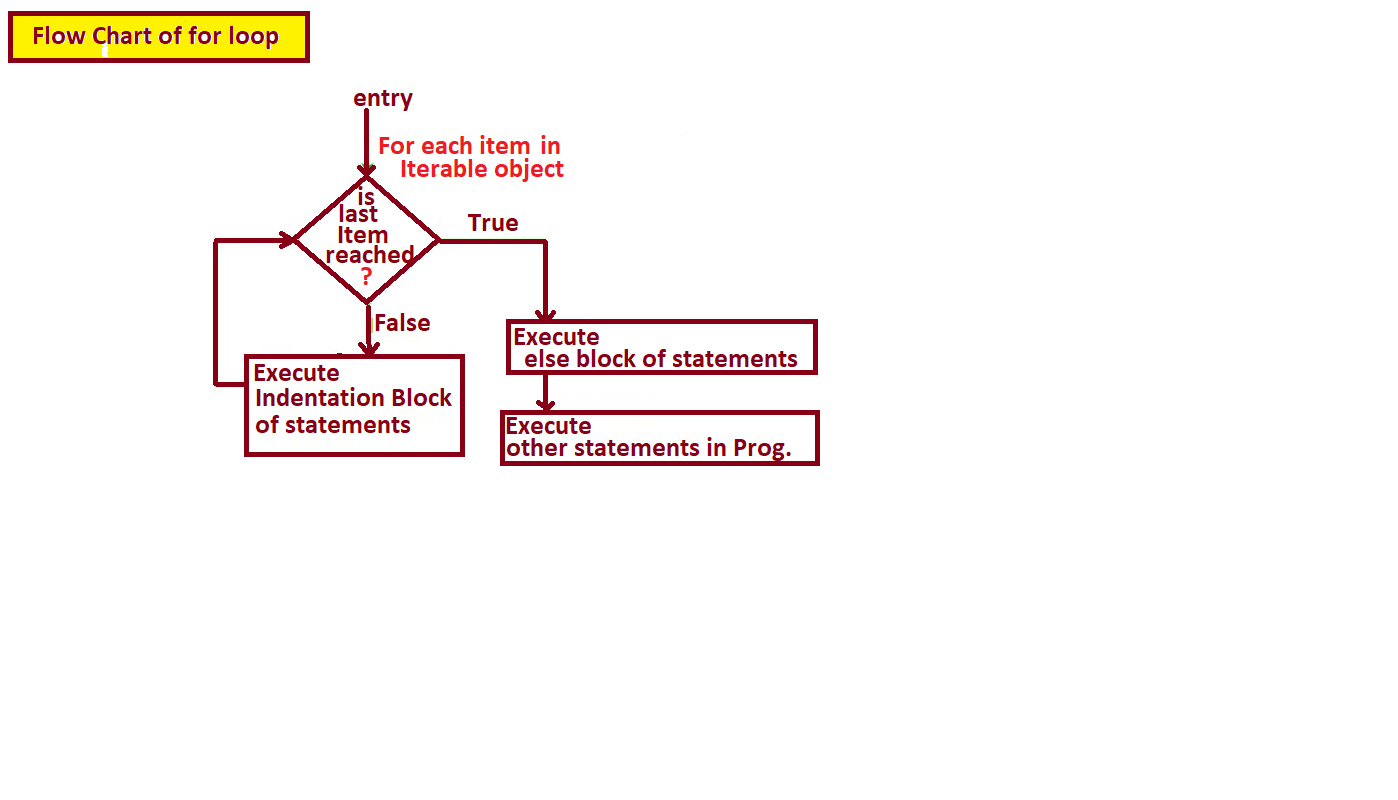 Flow Chart of for loop
entry
For each item in
Iterable object
is
last
Item
reached
?
True
False
Execute
Indentation Block
of statements
Execute
else block of statements
Execute
other statements in Prog.